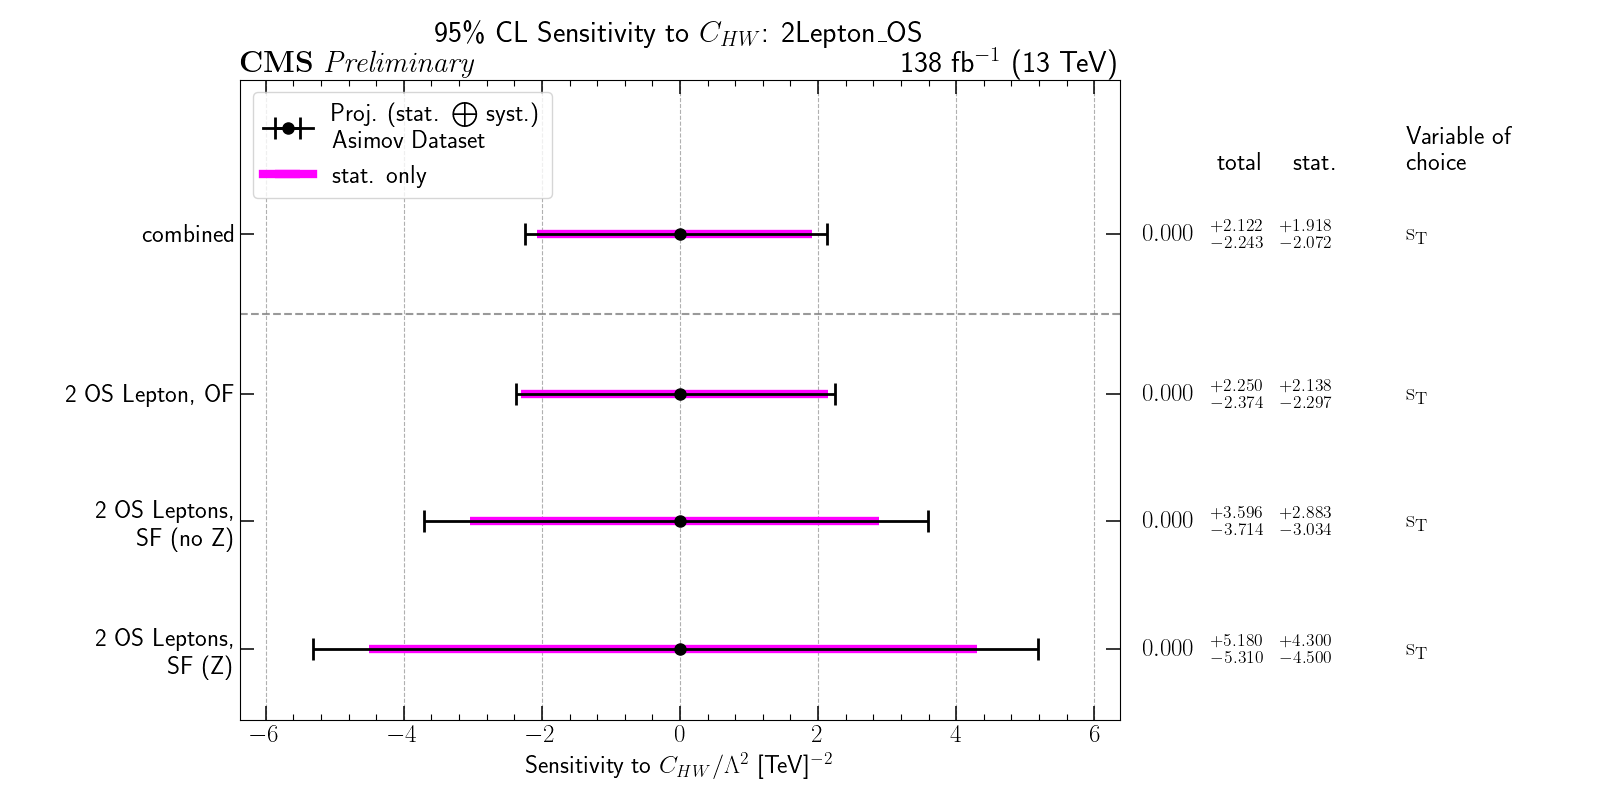 95% CL Sensitivity to C_{HW}: 2Lepton_OS
CMS Preliminary 138 fb^{−1} (13 TeV)
Proj. (stat. ⨁ syst.)
Asimov Dataset
stat. only
Variable of
choice
total stat.
combined 0.000 +2.122 −2.243 +1.918 −2.072 s_T
2 OS Lepton, OF 0.000 +2.250 −2.374 +2.138 −2.297 s_T
2 OS Leptons,
SF (no Z) 0.000 +3.596 −3.714 +2.883 −3.034 s_T
2 OS Leptons,
SF (Z) 0.000 +5.180 −5.310 +4.300 −4.500 s_T
−6 −4 −2 0 2 4 6
Sensitivity to C_{HW}/Λ^2 [TeV]^{−2}